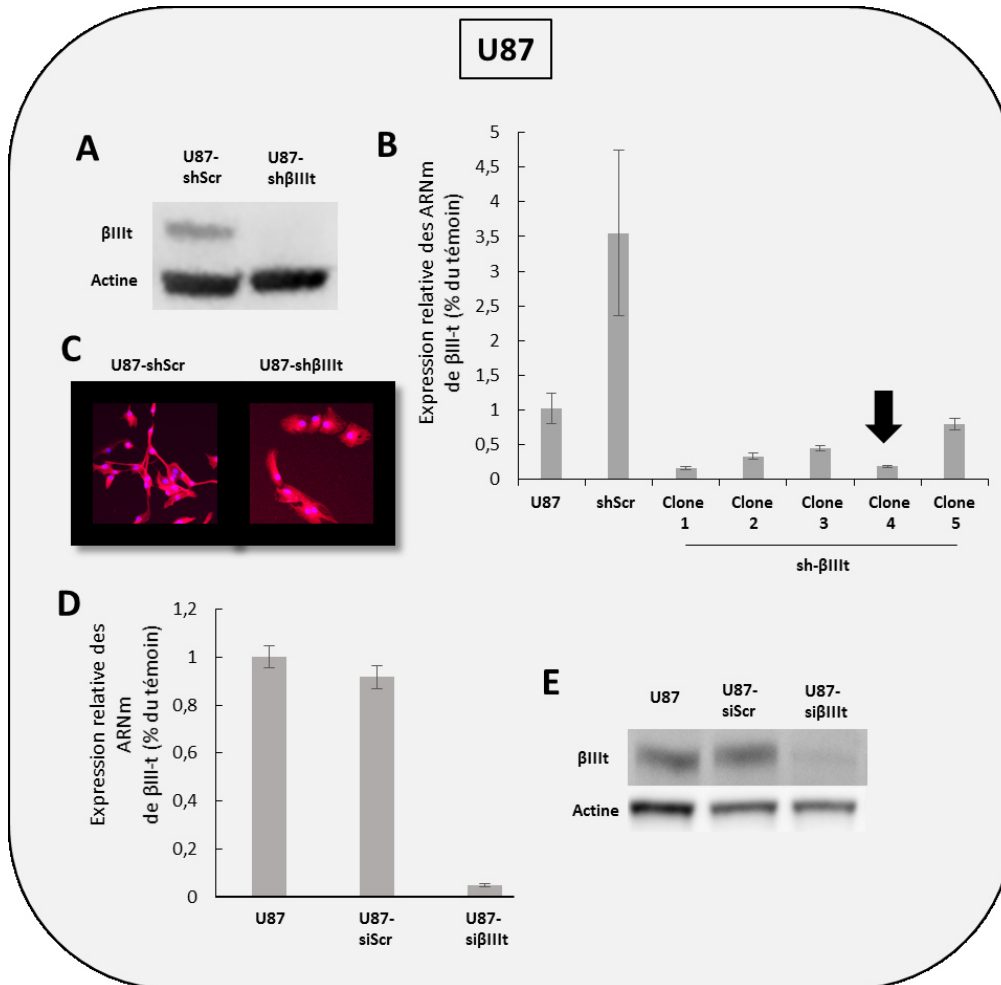 U87
A
U87-
shScr
U87-
shβIIIt
βIIIt
Actine
B
Expression relative des ARNm
de βIII-t (% du témoin)
5
4,5
4
3,5
3
2,5
2
1,5
1
0,5
0
U87
shScr
Clone
1
Clone
2
Clone
3
Clone
4
Clone
5
sh-βIIIt
C
U87-shScr
U87-shβIIIt
D
Expression relative des
ARNm
de βIII-t (% du témoin)
1,2
1
0,8
0,6
0,4
0,2
0
U87
U87-
siScr
U87-
siβIIIt
E
U87
U87-
siScr
U87-
siβIIIt
βIIIt
Actine